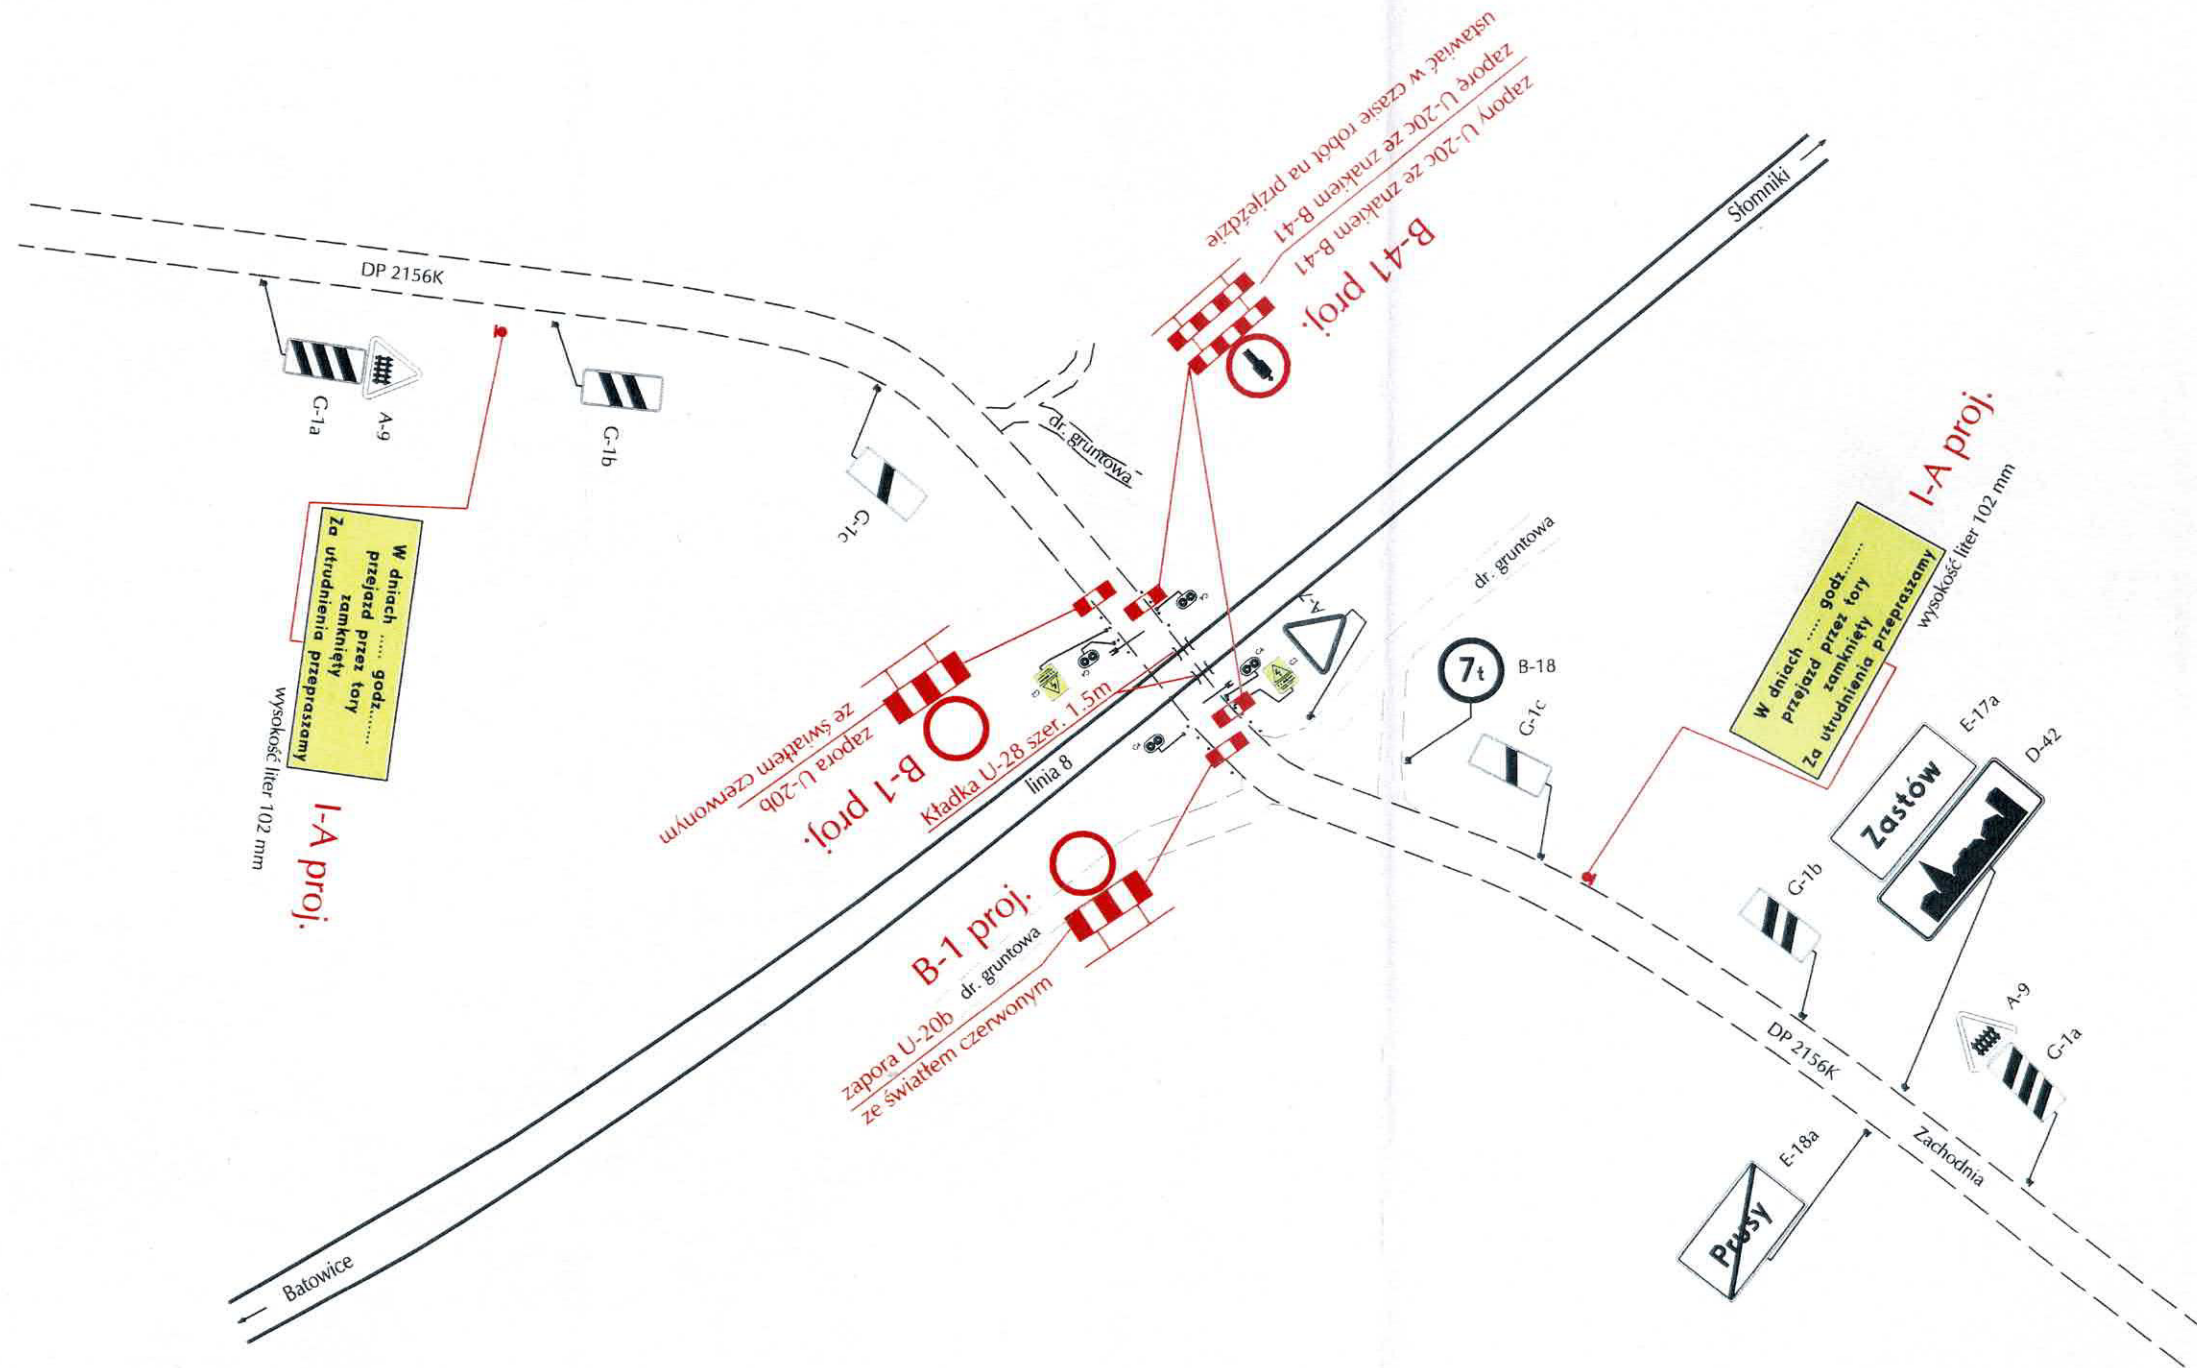 ustawiać w czasie robót na przjeździe
zaporę U-20c ze znakiem B-41
zapory U-20c ze znakiem B-41
B-41 proj.
Słomniki
DP 2156K
G-1a
A-9
G-1b
G-1c
dr. gruntowa
W dniach ..... godz.......
przejazd przez tory
zamknięty
Za utrudnienia przepraszamy
wysokość liter 102 mm
I-A proj.
zapora U-20b
ze światłem czerwonym
B-1 proj.
Kładka U-28 szer. 1.5m
linia 8
A-7
dr. gruntowa
7t
B-18
G-1c
I-A proj.
wysokość liter 102 mm
W dniach ..... godz.......
przejazd przez tory
zamknięty
Za utrudnienia przepraszamy
E-17a
D-42
Zastów
G-1b
A-9
G-1a
DP 2156K
Zachodnia
E-18a
Prusy
B-1 proj.
dr. gruntowa
zapora U-20b
ze światłem czerwonym
Batowice